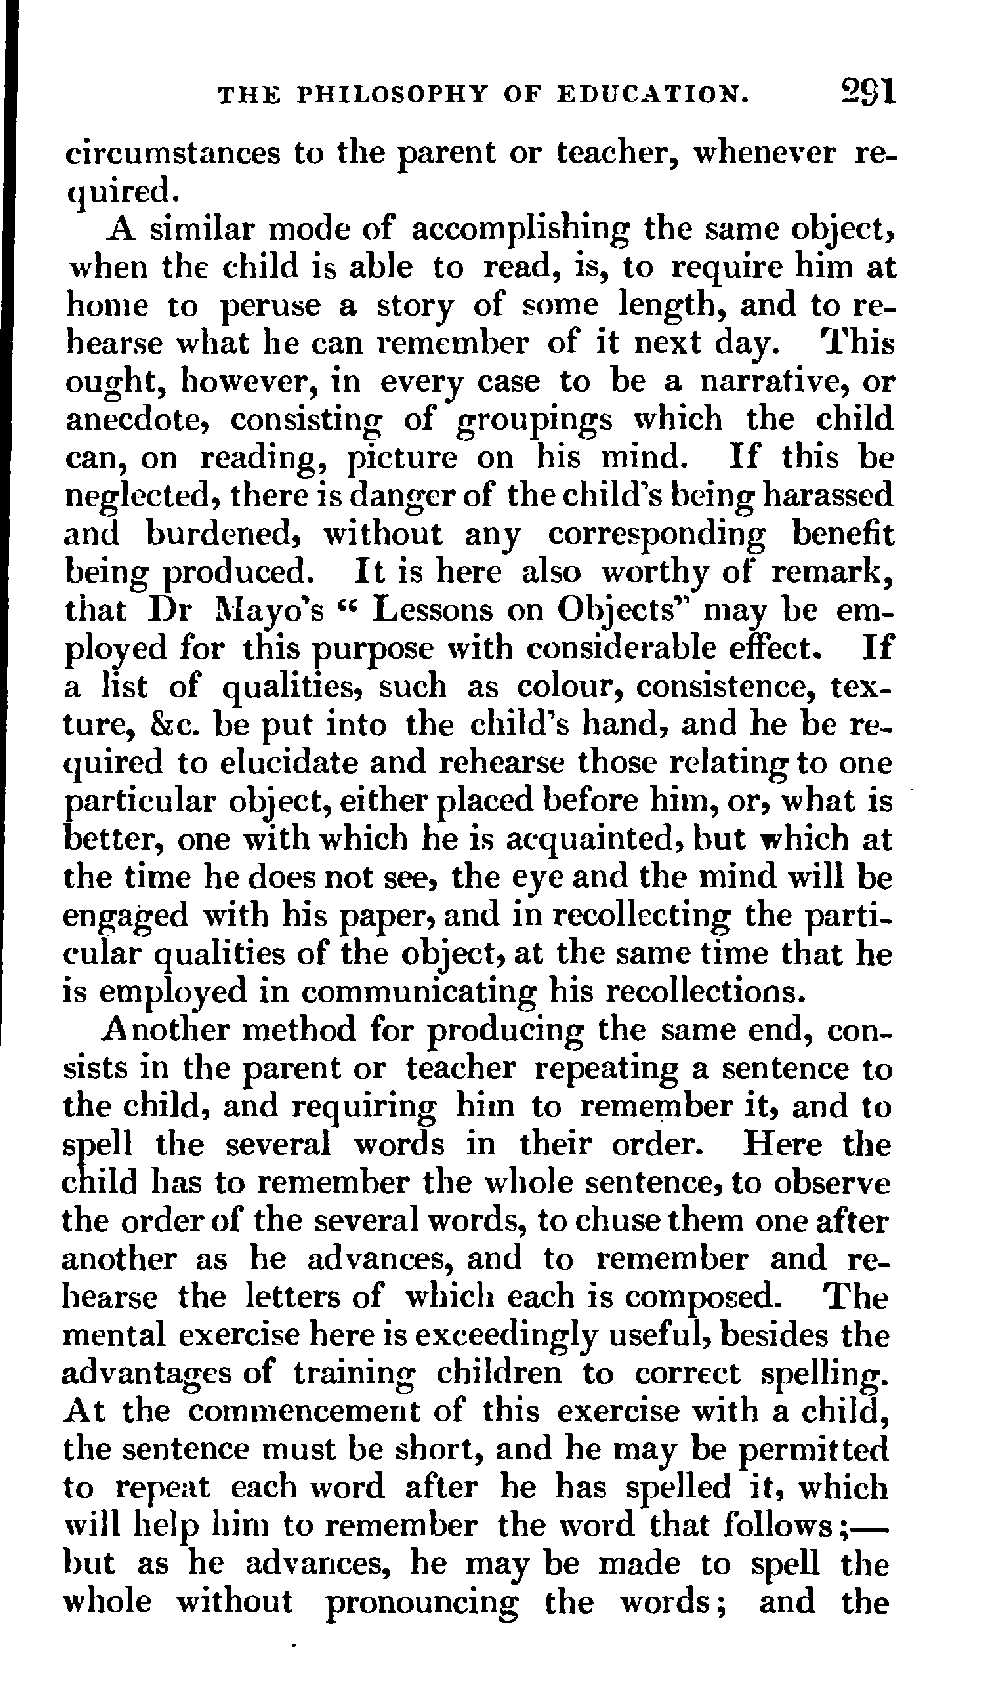 THE PHILOSOPHY OF EDUCATION. 291
circumstances to the parent or teacher, whenever re-
quired.
A similar mode of accomplishing the same object,
when the child is able to read, is, to require him at
home to peruse a story of some length, and to re-
hearse what he can remember of it next day. This
ought, however, in every case to be a narrative, or
anecdote, consisting of groupings which the child
can, on reading, picture on his mind. If this be
neglected, there is danger of the child's being harassed
and burdened, without any corresponding benefit
being produced. It is here also worthy of remark,
that Dr Mayo's “ Lessons on Objects” may be em-
ployed for this purpose with considerable effect. If
a list of qualities, such as colour, consistence, tex-
ture, &c. be put into the child's hand, and he be re-
quired to elucidate and rehearse those relating to one
particular object, either placed before him, or, what is
better, one with which he is acquainted, but which at
the time he does not see, the eye and the mind will be
engaged with his paper, and in recollecting the parti-
cular qualities of the object, at the same time that he
is employed in communicating his recollections.
Another method for producing the same end, con-
sists in the parent or teacher repeating a sentence to
the child, and requiring him to remember it, and to
spell the several words in their order. Here the
child has to remember the whole sentence, to observe
the order of the several words, to chuse them one after
another as he advances, and to remember and re-
hearse the letters of which each is composed. The
mental exercise here is exceedingly useful, besides the
advantages of training children to correct spelling.
At the commencement of this exercise with a child,
the sentence must be short, and he may be permitted
to repeat each word after he has spelled it, which
will help him to remember the word that follows;—
but as he advances, he may be made to spell the
whole without pronouncing the words; and the